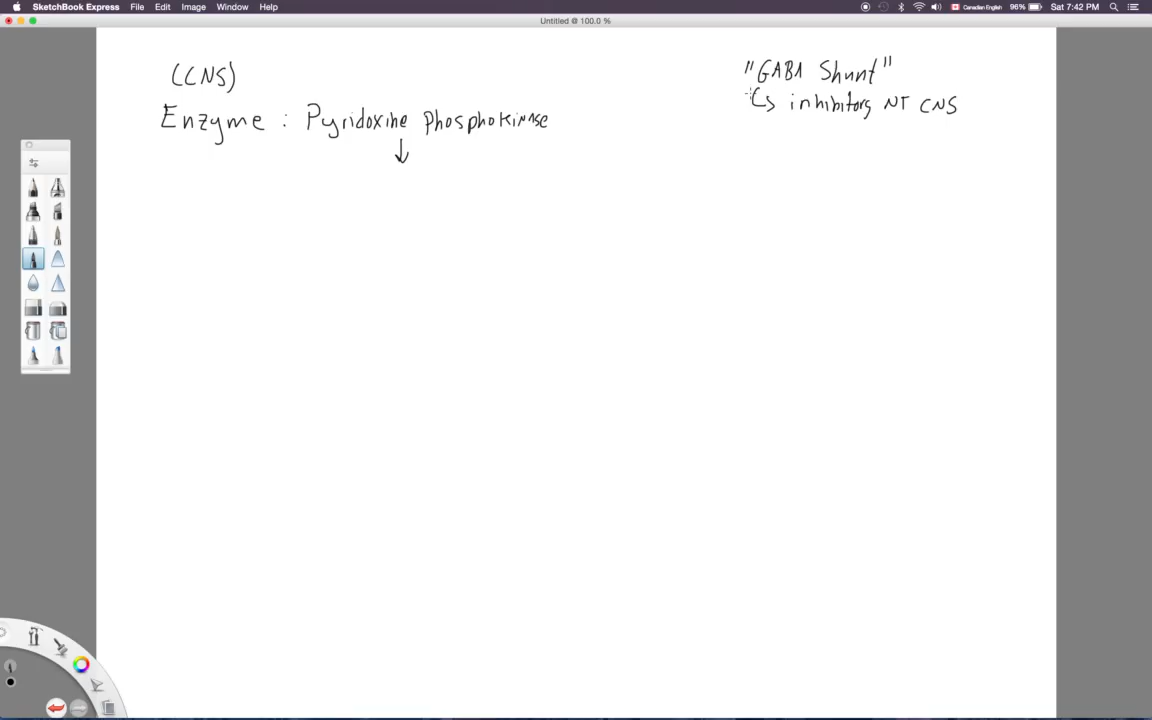 SketchBook Express File Edit Image Window Help Canadian English 96% Sat 7:42 PM
Untitled @ 100.0 %
(CNS)
Enzyme : Pyridoxine Phosphokinase
"GABA Shunt"
inhibitory NT CNS